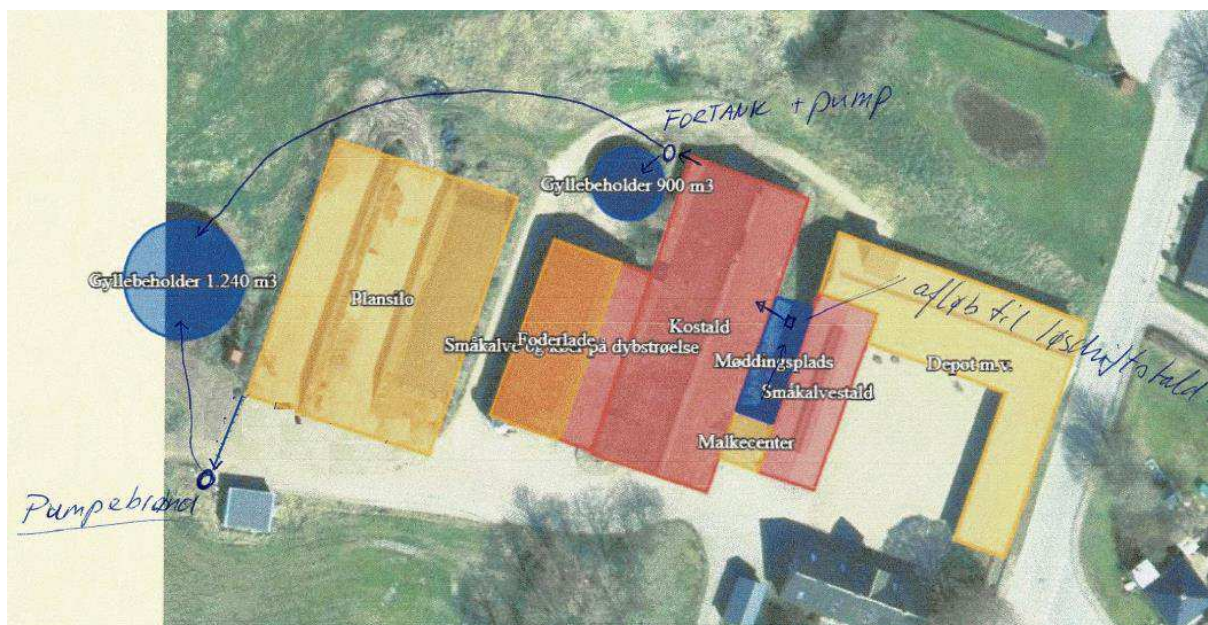 FORTANK + pump
Gyllebeholder 900 m3
Gyllebeholder 1.240 m3
Plansilo
Kostald
Foderlade
Småkalve og kvier på dybstrøelse
Møddingsplads
afløb til løsdriftstald
Depot m.v.
Småkalvestald
Malkecenter
Pumpebrønd